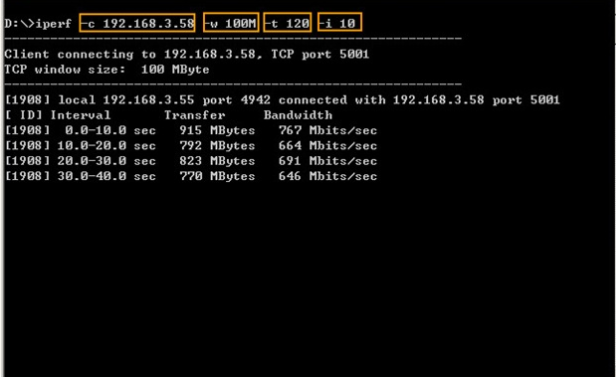 D:\>iperf -c 192.168.3.58 -w 100M -t 120 -i 10
------------------------------------------------------------
Client connecting to 192.168.3.58, TCP port 5001
TCP window size:  100 MByte
------------------------------------------------------------
[1908] local 192.168.3.55 port 4942 connected with 192.168.3.58 port 5001
[ ID] Interval       Transfer     Bandwidth
[1908]  0.0-10.0 sec   915 MBytes   767 Mbits/sec
[1908] 10.0-20.0 sec   792 MBytes   664 Mbits/sec
[1908] 20.0-30.0 sec   823 MBytes   691 Mbits/sec
[1908] 30.0-40.0 sec   770 MBytes   646 Mbits/sec